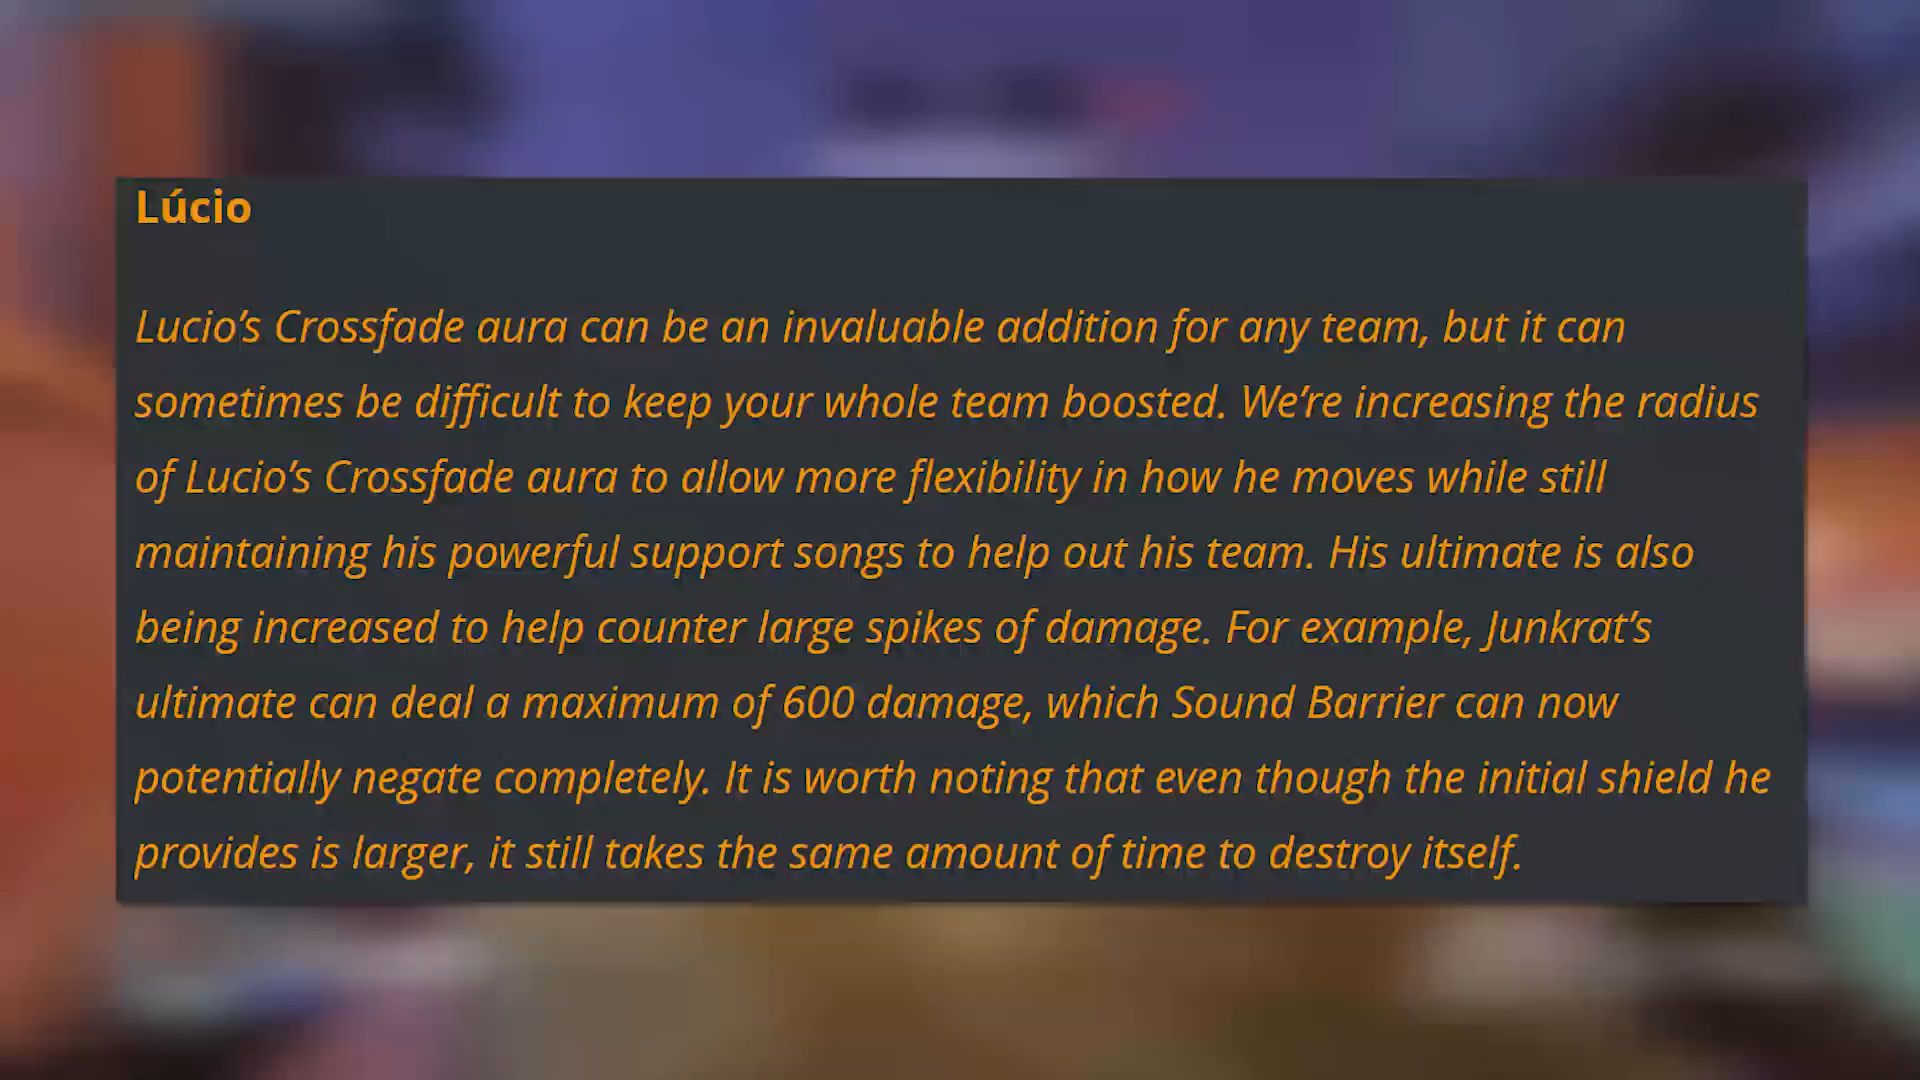 Lúcio
Lucio’s Crossfade aura can be an invaluable addition for any team, but it can
sometimes be difficult to keep your whole team boosted. We’re increasing the radius
of Lucio’s Crossfade aura to allow more flexibility in how he moves while still
maintaining his powerful support songs to help out his team. His ultimate is also
being increased to help counter large spikes of damage. For example, Junkrat’s
ultimate can deal a maximum of 600 damage, which Sound Barrier can now
potentially negate completely. It is worth noting that even though the initial shield he
provides is larger, it still takes the same amount of time to destroy itself.